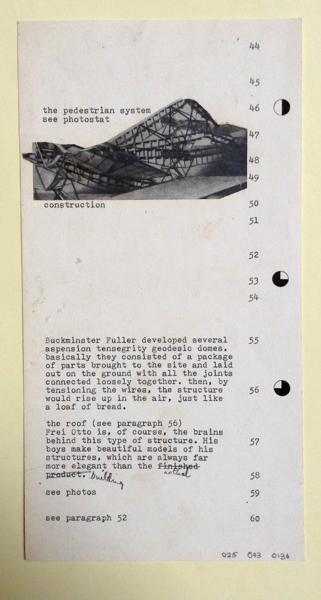 44
45
the pedestrian system 46
see photostat
47
48
49
construction 50
51
52
53
54
Buckminster Fuller developed several 55
aspension tensegrity geodesic domes.
basically they consisted of a package
of parts brought to the site and laid
out on the ground with all the joints
connected loosely together. then, by
tensioning the wires, the structure 56
would rise up in the air, just like
a loaf of bread.
the roof (see paragraph 56)
Frei Otto is, of course, the brains
behind this type of structure. His 57
boys make beautiful models of his
structures, which are always far
more elegant than the finished actual
product. building 58
see photos 59
see paragraph 52 60
025 043 0134